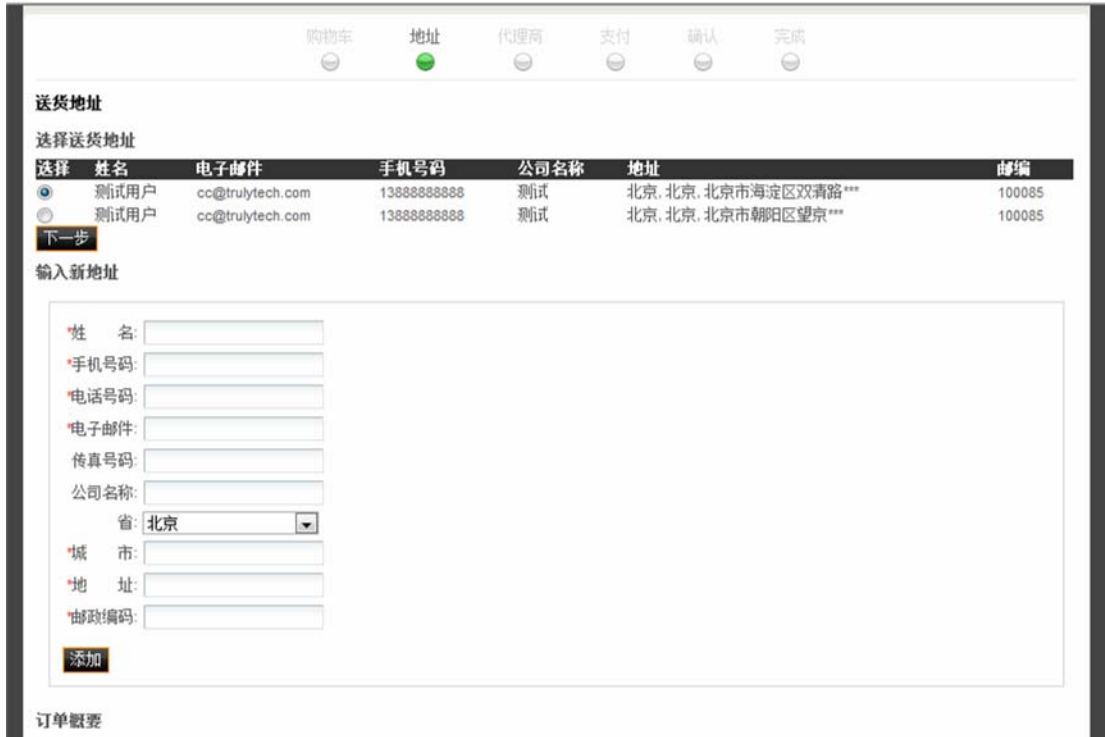 购物车 地址 代理商 支付 确认 完成
送货地址
选择送货地址
选择 姓名 电子邮件 手机号码 公司名称 地址 邮编
测试用户 cc@trulytech.com 13888888888 测试 北京, 北京, 北京市海淀区双清路*** 100085
测试用户 cc@trulytech.com 13888888888 测试 北京, 北京, 北京市朝阳区望京*** 100085
下一步
输入新地址
*姓 名:
*手机号码:
*电话号码:
*电子邮件:
传真号码:
公司名称:
省: 北京
*城 市:
*地 址:
*邮政编码:
添加
订单概要